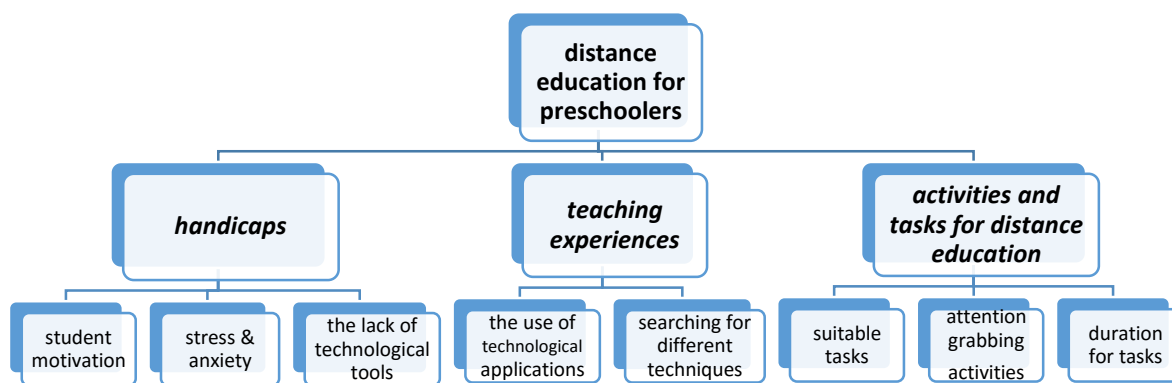 distance
education for
preschoolers
handicaps
teaching
experiences
activities and
tasks for distance
education
student
motivation
stress &
anxiety
the lack of
technological
tools
the use of
technological
applications
searching for
different
techniques
suitable
tasks
attention
grabbing
activities
duration
for tasks